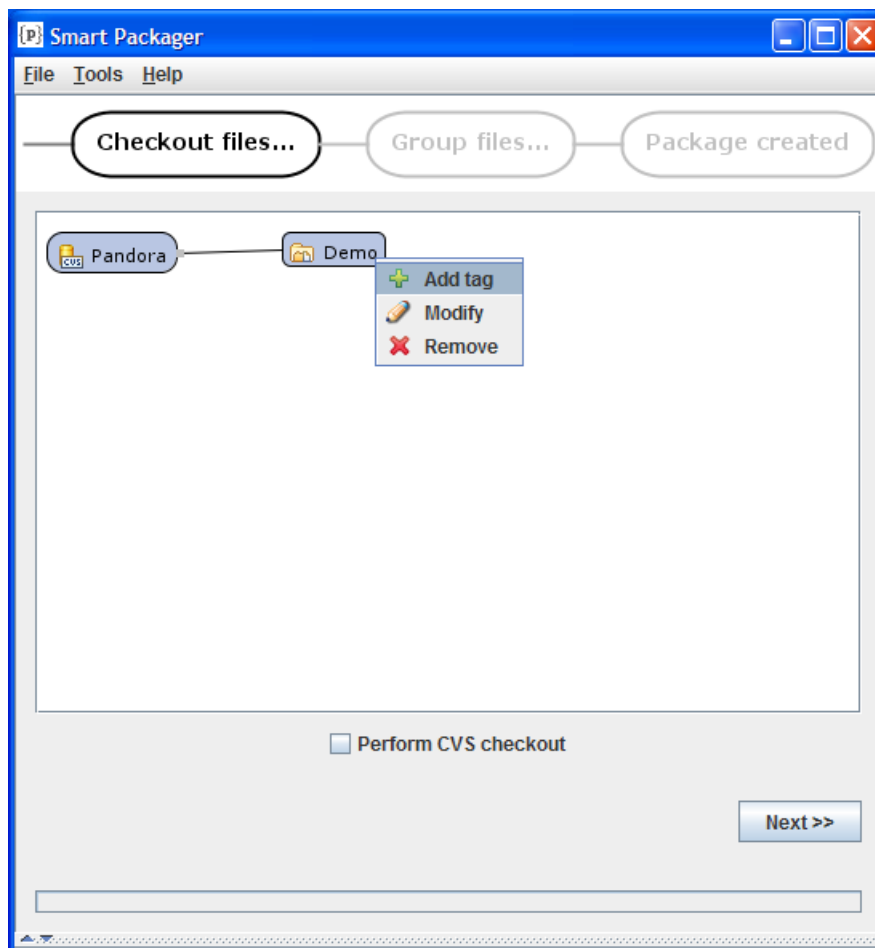 {P} Smart Packager
File Tools Help
Checkout files... Group files... Package created
Pandora Demo
CVS
Add tag
Modify
Remove
Perform CVS checkout
Next >>